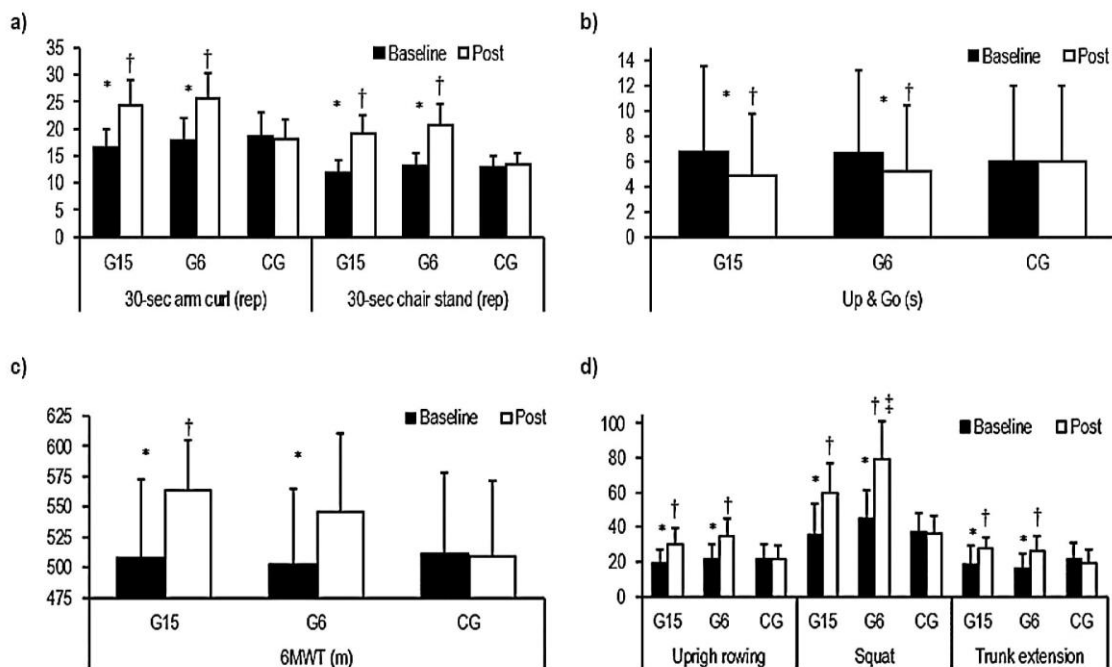 a)
Baseline Post
35
30
25
20
15
10
5
0
* † * † * † * †
G15 G6 CG G15 G6 CG
30-sec arm curl (rep) 30-sec chair stand (rep)
b)
Baseline Post
14
12
10
8
6
4
2
0
* † * †
G15 G6 CG
Up & Go (s)
c)
Baseline Post
625
600
575
550
525
500
475
* † *
G15 G6 CG
6MWT (m)
d)
Baseline Post
100
80
60
40
20
0
* † * † * † * † ‡ * † * †
G15 G6 CG G15 G6 CG G15 G6 CG
Uprigh rowing Squat Trunk extension